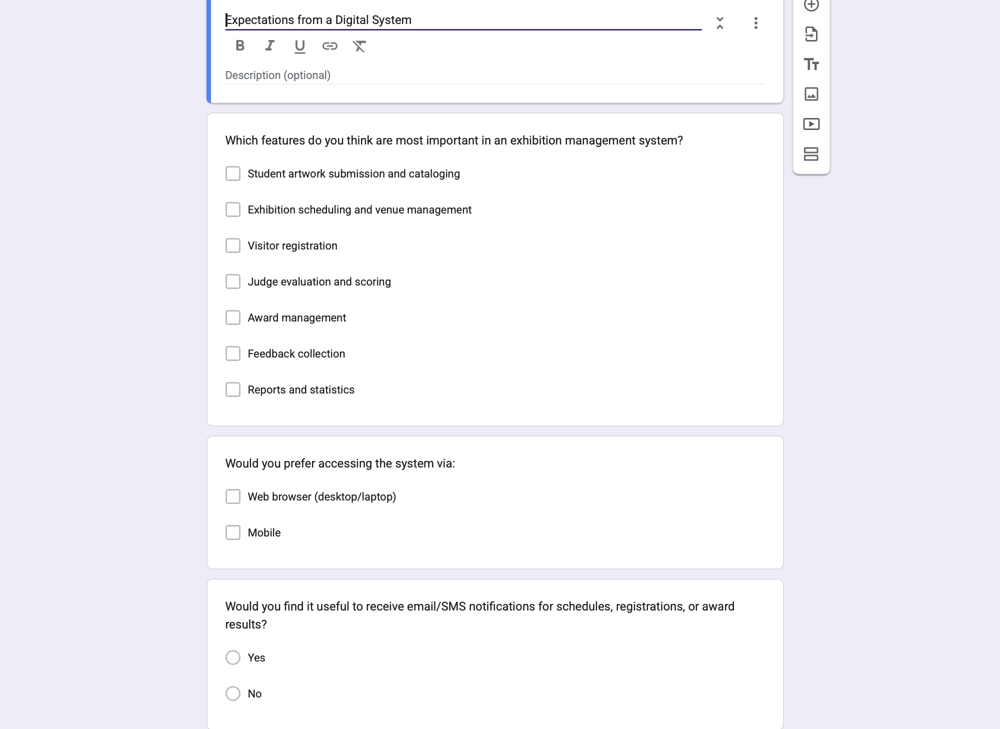 Expectations from a Digital System
B I U
Description (optional)
Which features do you think are most important in an exhibition management system?
Student artwork submission and cataloging
Exhibition scheduling and venue management
Visitor registration
Judge evaluation and scoring
Award management
Feedback collection
Reports and statistics
Would you prefer accessing the system via:
Web browser (desktop/laptop)
Mobile
Would you find it useful to receive email/SMS notifications for schedules, registrations, or award
results?
Yes
No
Tт